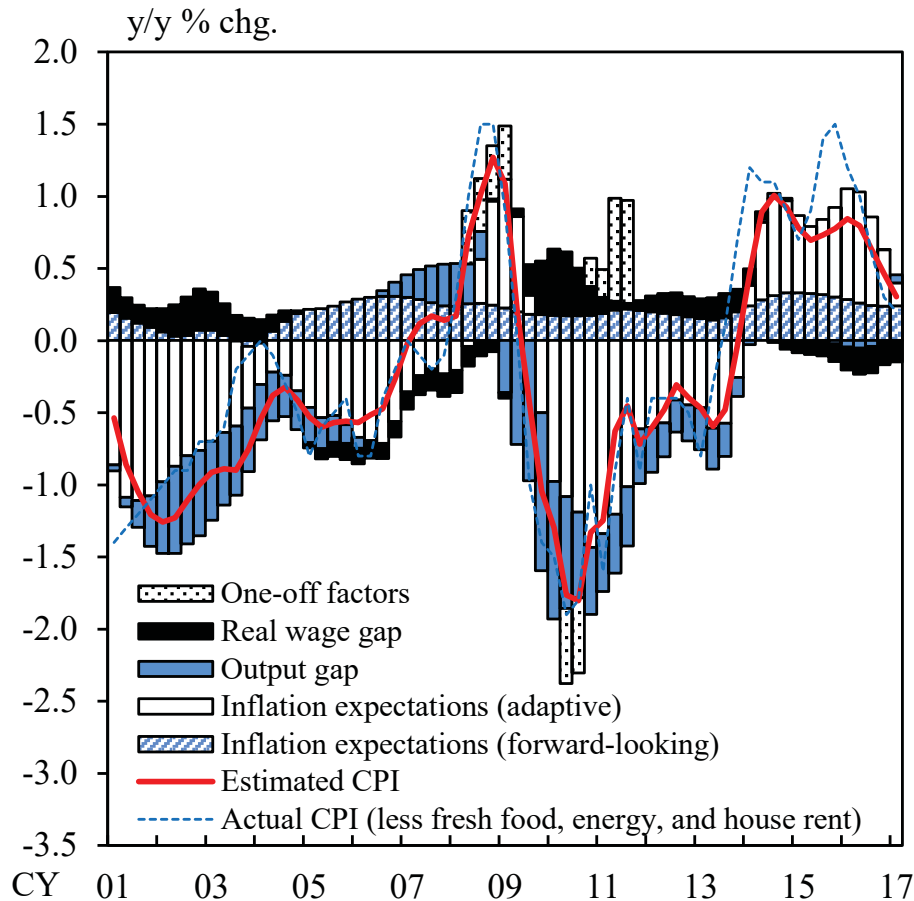 y/y % chg.
2.0
1.5
1.0
0.5
0.0
-0.5
-1.0
-1.5
-2.0
-2.5
-3.0
-3.5
One-off factors
Real wage gap
Output gap
Inflation expectations (adaptive)
Inflation expectations (forward-looking)
Estimated CPI
Actual CPI (less fresh food, energy, and house rent)
CY 01 03 05 07 09 11 13 15 17